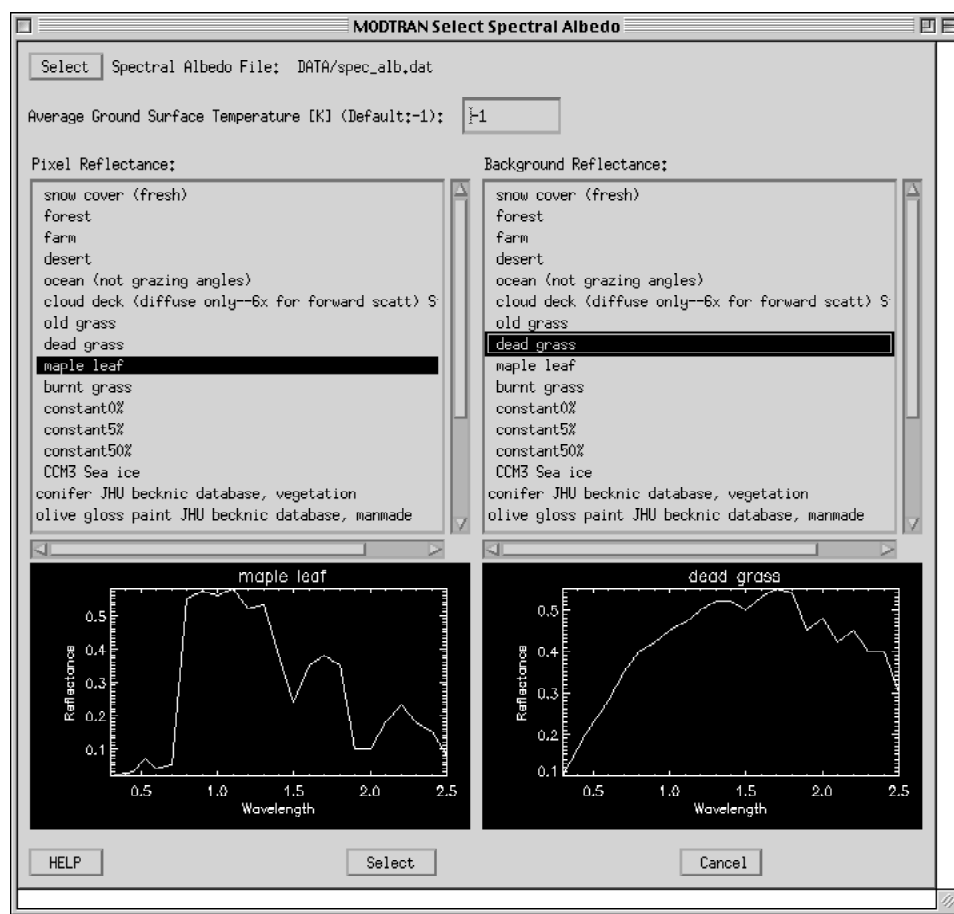 MODTRAN Select Spectral Albedo
Select Spectral Albedo File: DATA/spec_alb.dat
Average Ground Surface Temperature [K] (Default:-1): -1
Pixel Reflectance:
snow cover (fresh)
forest
farm
desert
ocean (not grazing angles)
cloud deck (diffuse only--6x for forward scatt) S
old grass
dead grass
maple leaf
burnt grass
constant0%
constant5%
constant50%
CCM3 Sea ice
conifer JHU becknic database, vegetation
olive gloss paint JHU becknic database, manmade
Background Reflectance:
snow cover (fresh)
forest
farm
desert
ocean (not grazing angles)
cloud deck (diffuse only--6x for forward scatt) S
old grass
dead grass
maple leaf
burnt grass
constant0%
constant5%
constant50%
CCM3 Sea ice
conifer JHU becknic database, vegetation
olive gloss paint JHU becknic database, manmade
maple leaf
Reflectance
0.5
0.4
0.3
0.2
0.1
0.5 1.0 1.5 2.0 2.5
Wavelength
dead grass
Reflectance
0.5
0.4
0.3
0.2
0.1
0.5 1.0 1.5 2.0 2.5
Wavelength
HELP Select Cancel